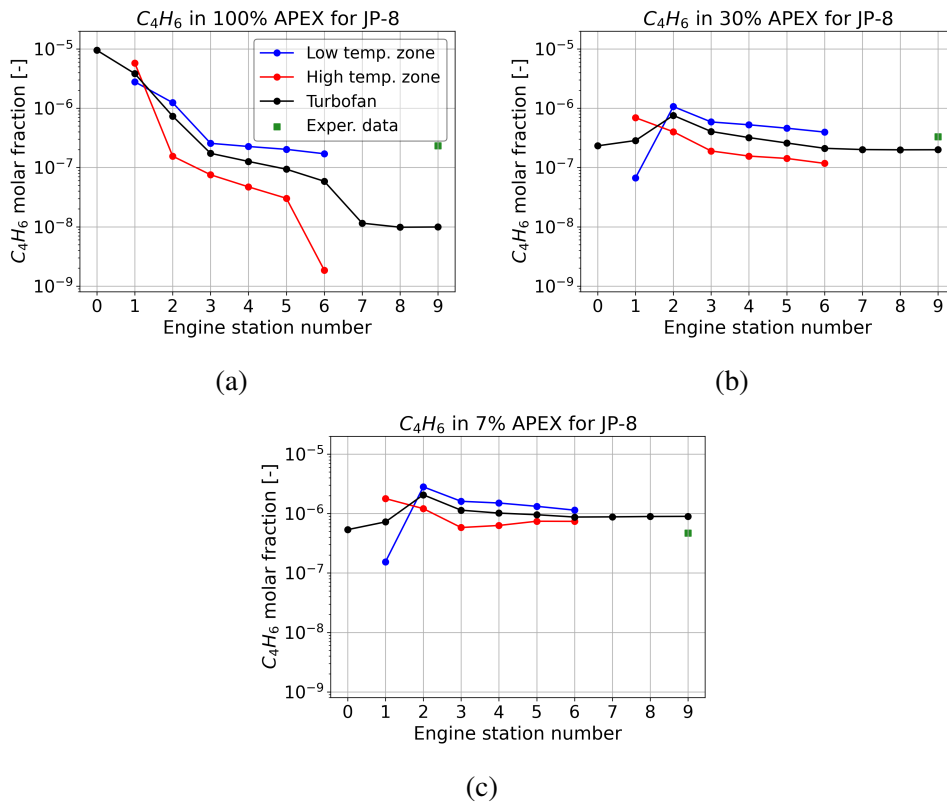 C₄H₆ in 100% APEX for JP-8
C₄H₆ molar fraction [-]
10⁻⁵
10⁻⁶
10⁻⁷
10⁻⁸
10⁻⁹
Low temp. zone
High temp. zone
Turbofan
Exper. data
0 1 2 3 4 5 6 7 8 9
Engine station number
(a)
C₄H₆ in 30% APEX for JP-8
C₄H₆ molar fraction [-]
10⁻⁵
10⁻⁶
10⁻⁷
10⁻⁸
10⁻⁹
0 1 2 3 4 5 6 7 8 9
Engine station number
(b)
C₄H₆ in 7% APEX for JP-8
C₄H₆ molar fraction [-]
10⁻⁵
10⁻⁶
10⁻⁷
10⁻⁸
10⁻⁹
0 1 2 3 4 5 6 7 8 9
Engine station number
(c)